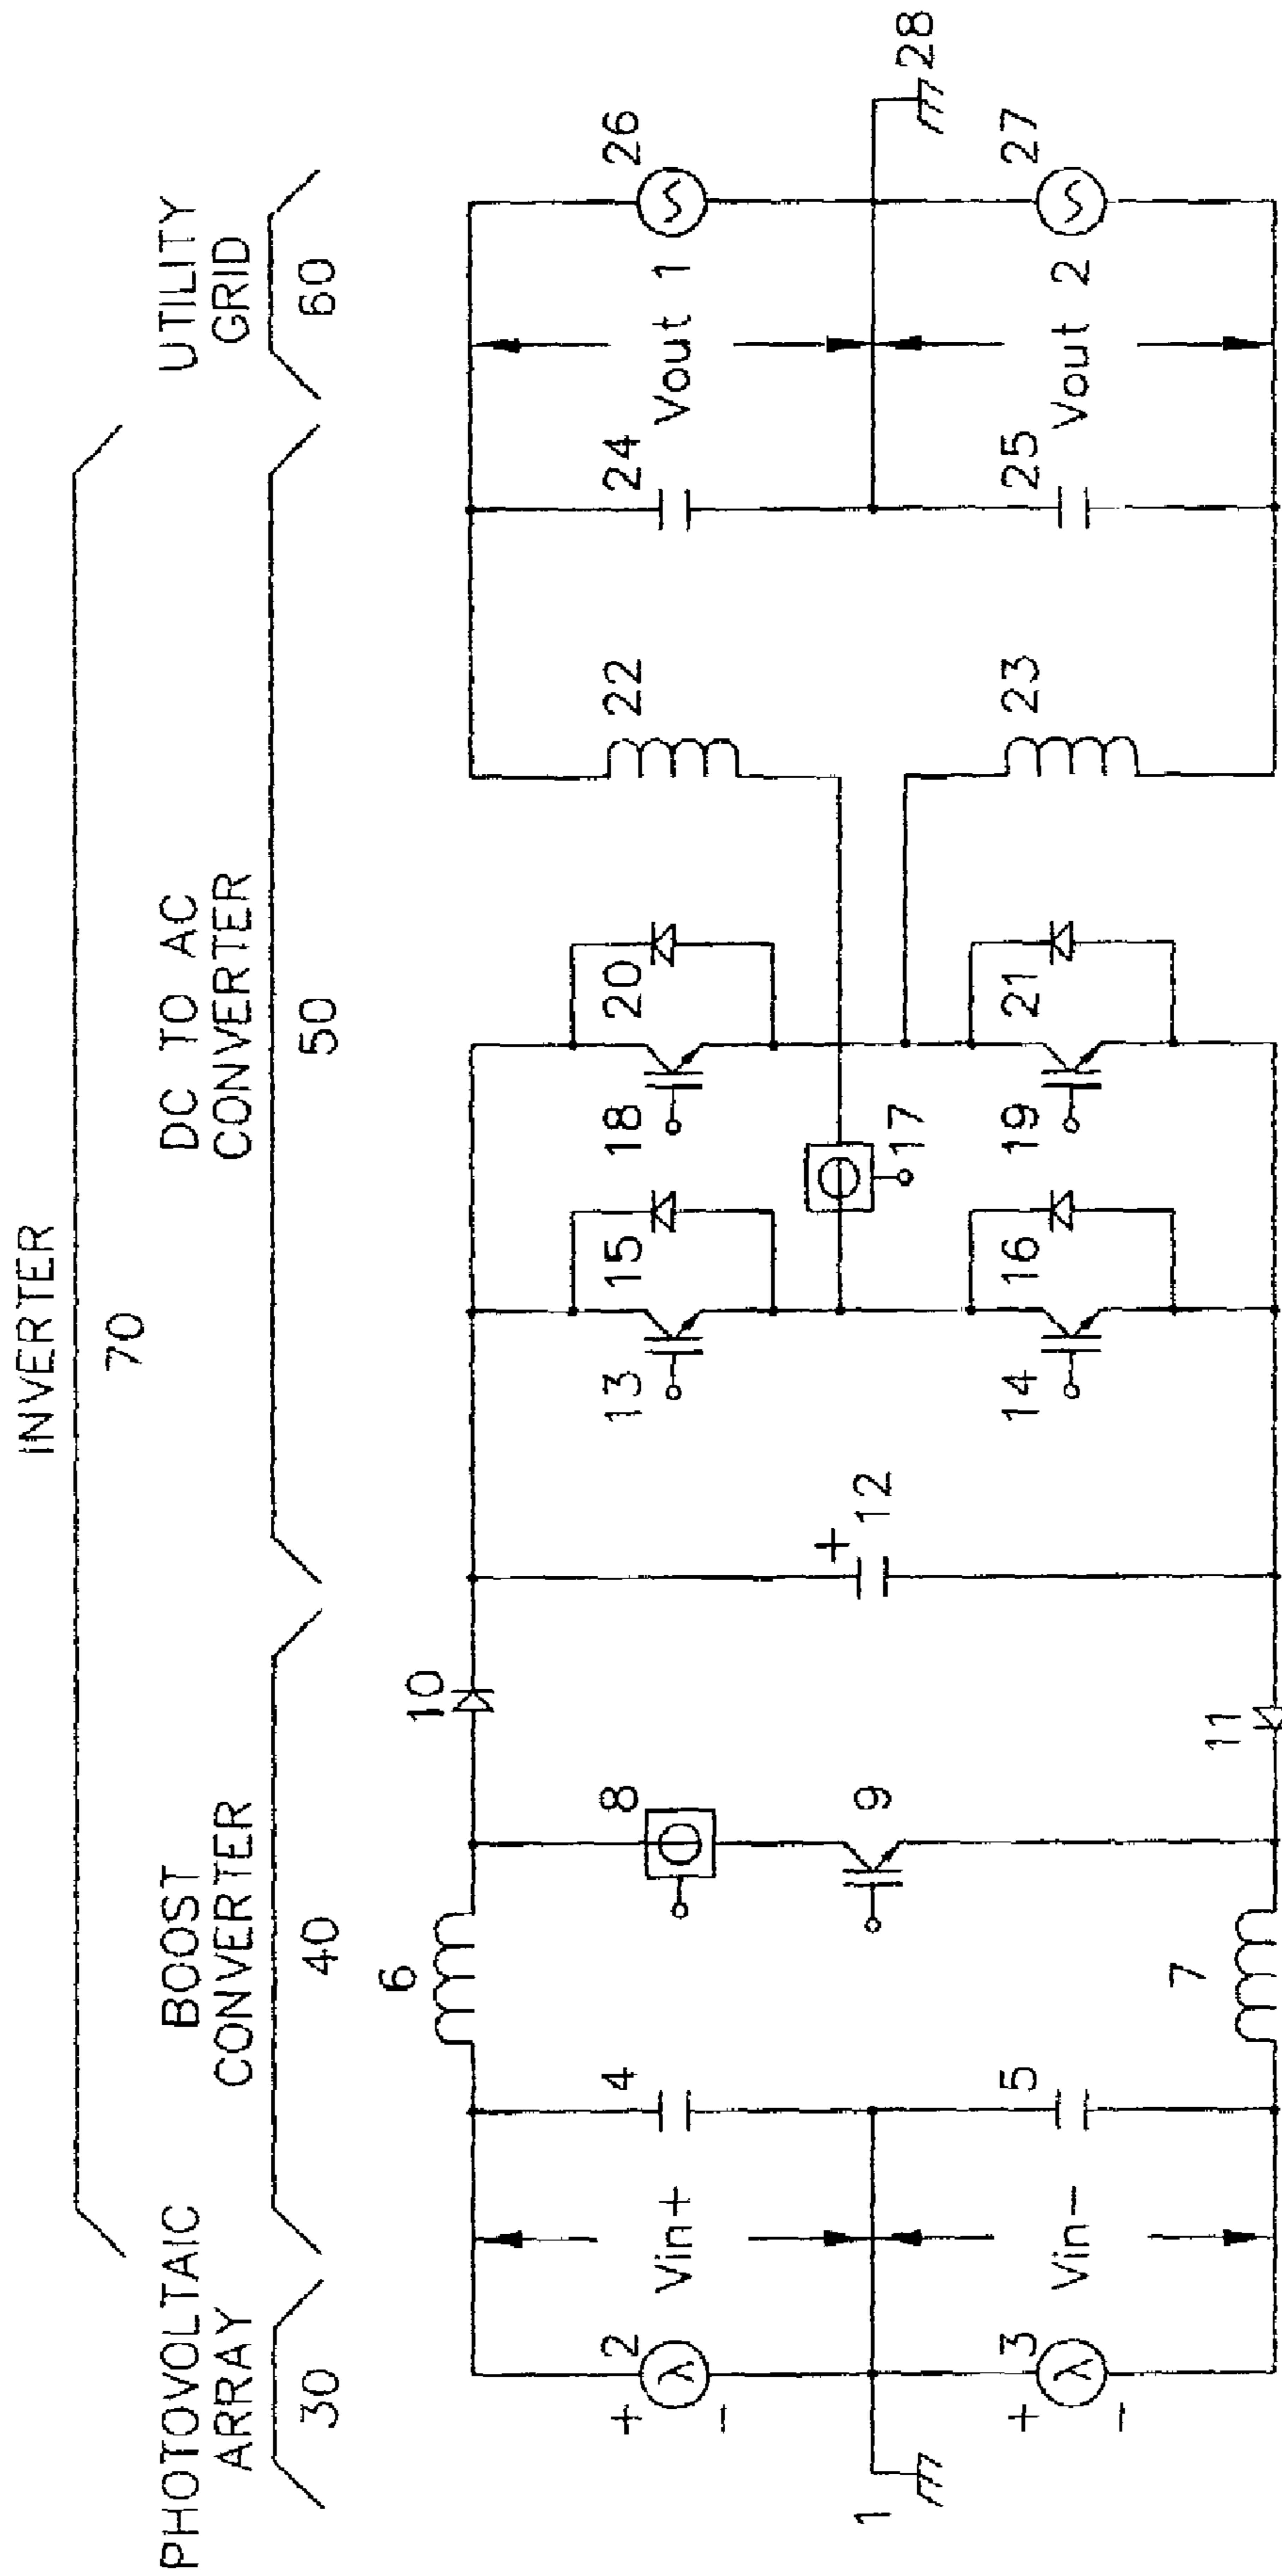 INVERTER
70
PHOTOVOLTAIC
ARRAY
30
BOOST
CONVERTER
40
DC TO AC
CONVERTER
50
UTILITY
GRID
60
1
+
2
-
+
3
-
Vin+
Vin-
4
5
6
7
8
9
10
11
+
12
13
14
15
16
17
18
19
20
21
22
23
24
25
Vout 1
Vout 2
26
27
28